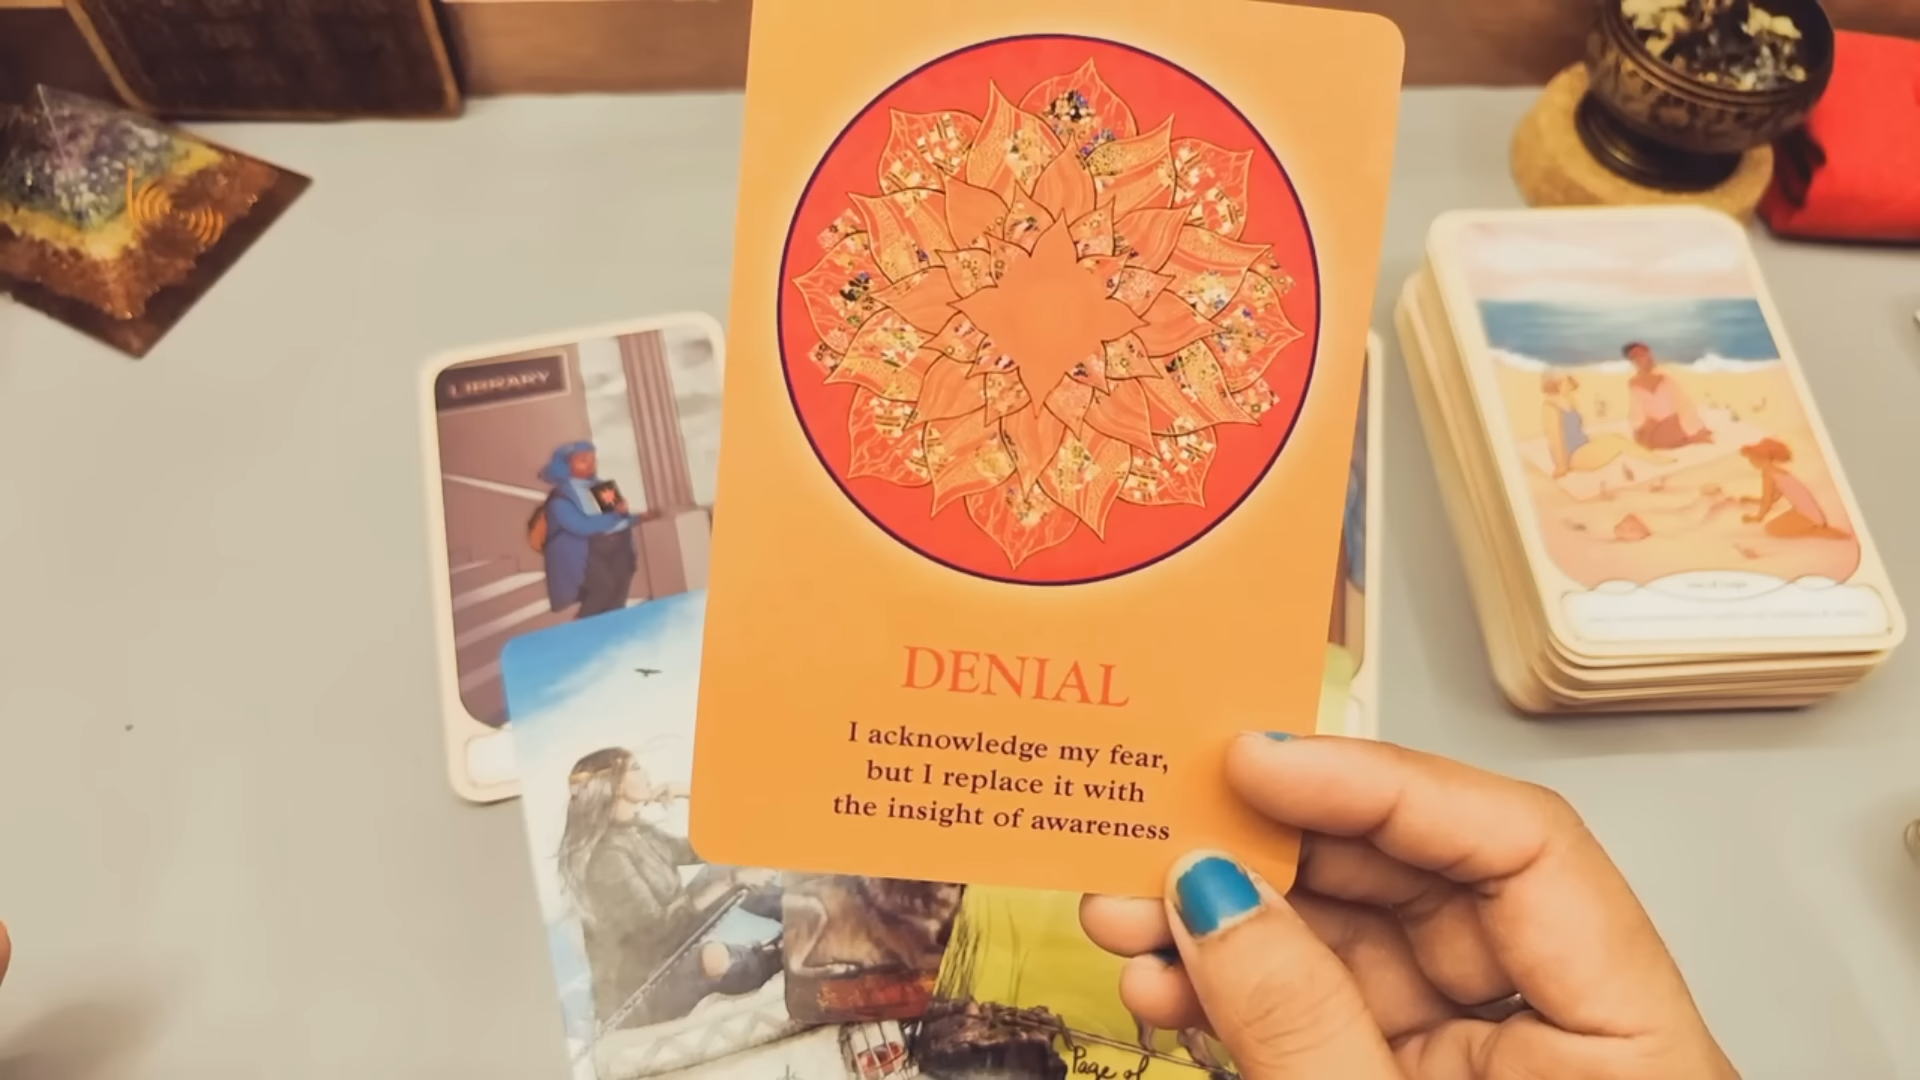 LIBRARY
DENIAL
I acknowledge my fear,
but I replace it with
the insight of awareness
Page of